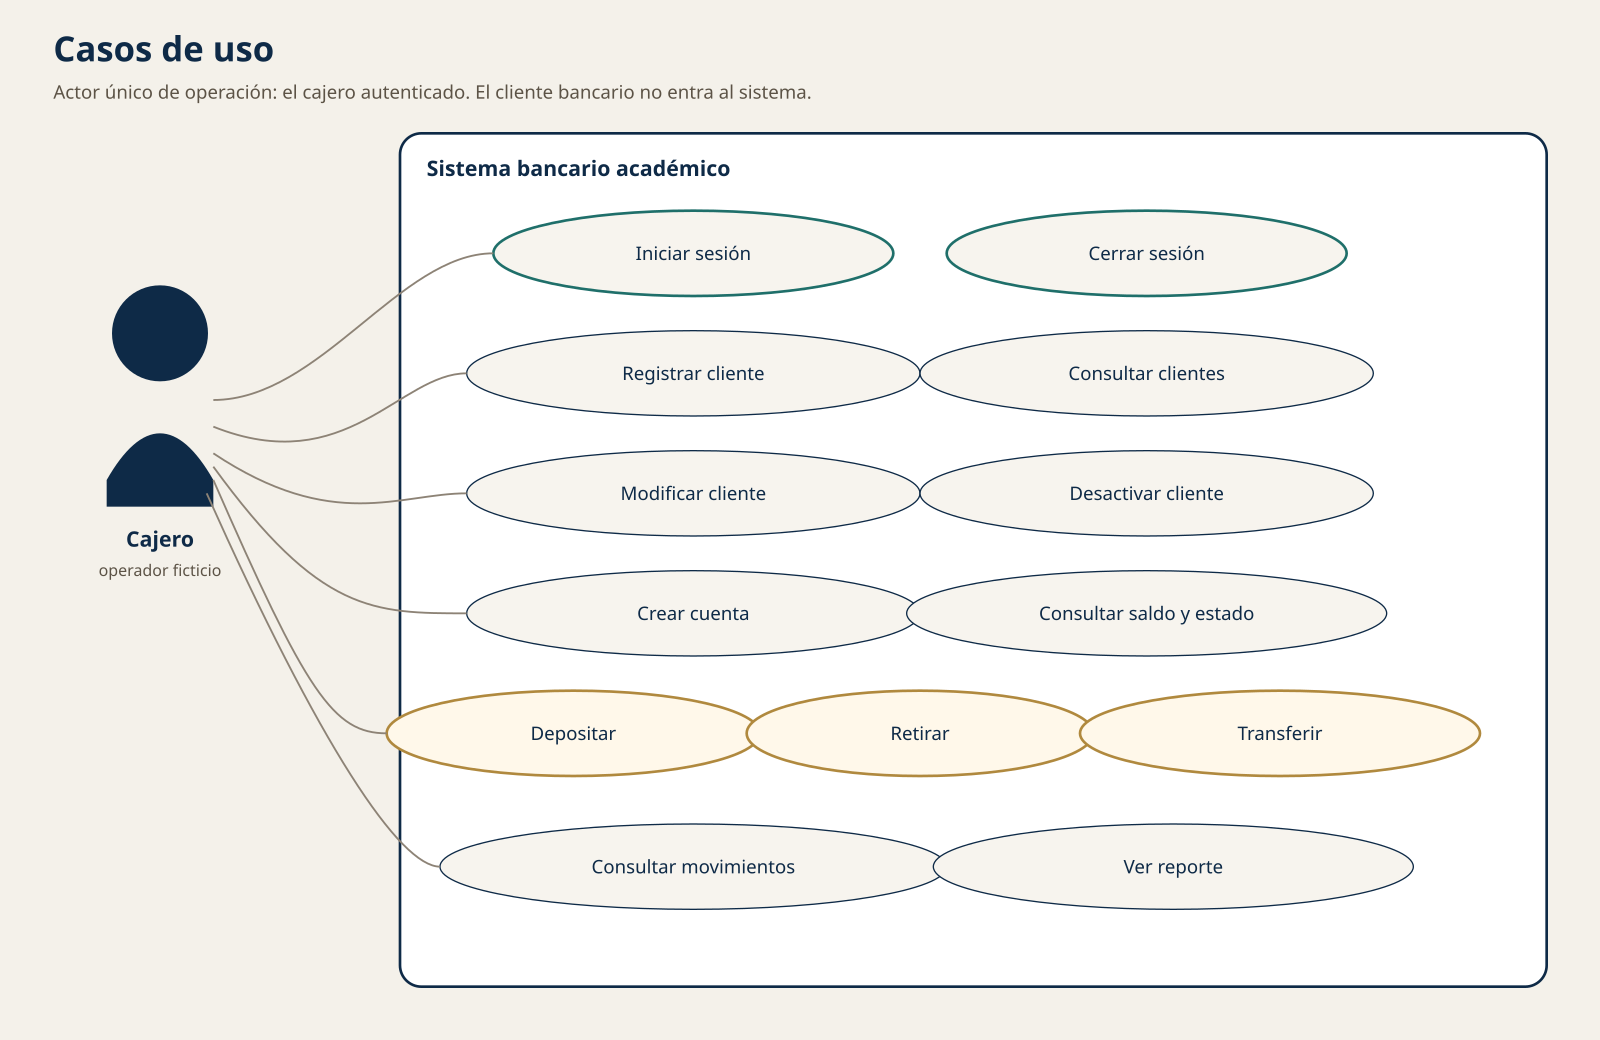 Casos de uso
Actor único de operación: el cajero autenticado. El cliente bancario no entra al sistema.
Sistema bancario académico
Iniciar sesión
Cerrar sesión
Registrar cliente
Consultar clientes
Modificar cliente
Desactivar cliente
Cajero
operador ficticio
Crear cuenta
Consultar saldo y estado
Depositar
Retirar
Transferir
Consultar movimientos
Ver reporte